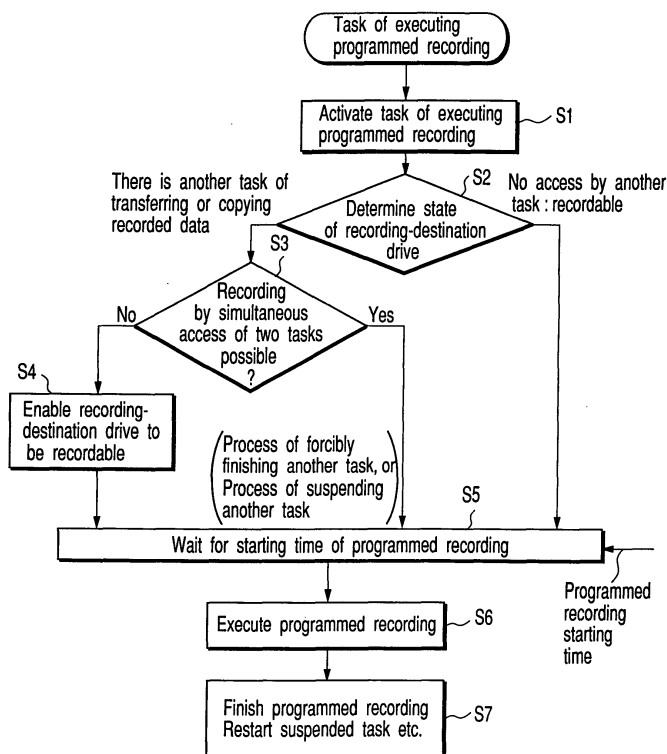 Task of executing
programmed recording
Activate task of executing
programmed recording
S1
There is another task of
transferring or copying
recorded data
S2
No access by another
task : recordable
Determine state
of recording-destination
drive
S3
Recording
by simultaneous
access of two tasks
possible
?
No
Yes
S4
Enable recording-
destination drive to
be recordable
(Process of forcibly
finishing another task, or
Process of suspending
another task)
S5
Wait for starting time of programmed recording
Programmed
recording
starting
time
Execute programmed recording
S6
Finish programmed recording
Restart suspended task etc.
S7